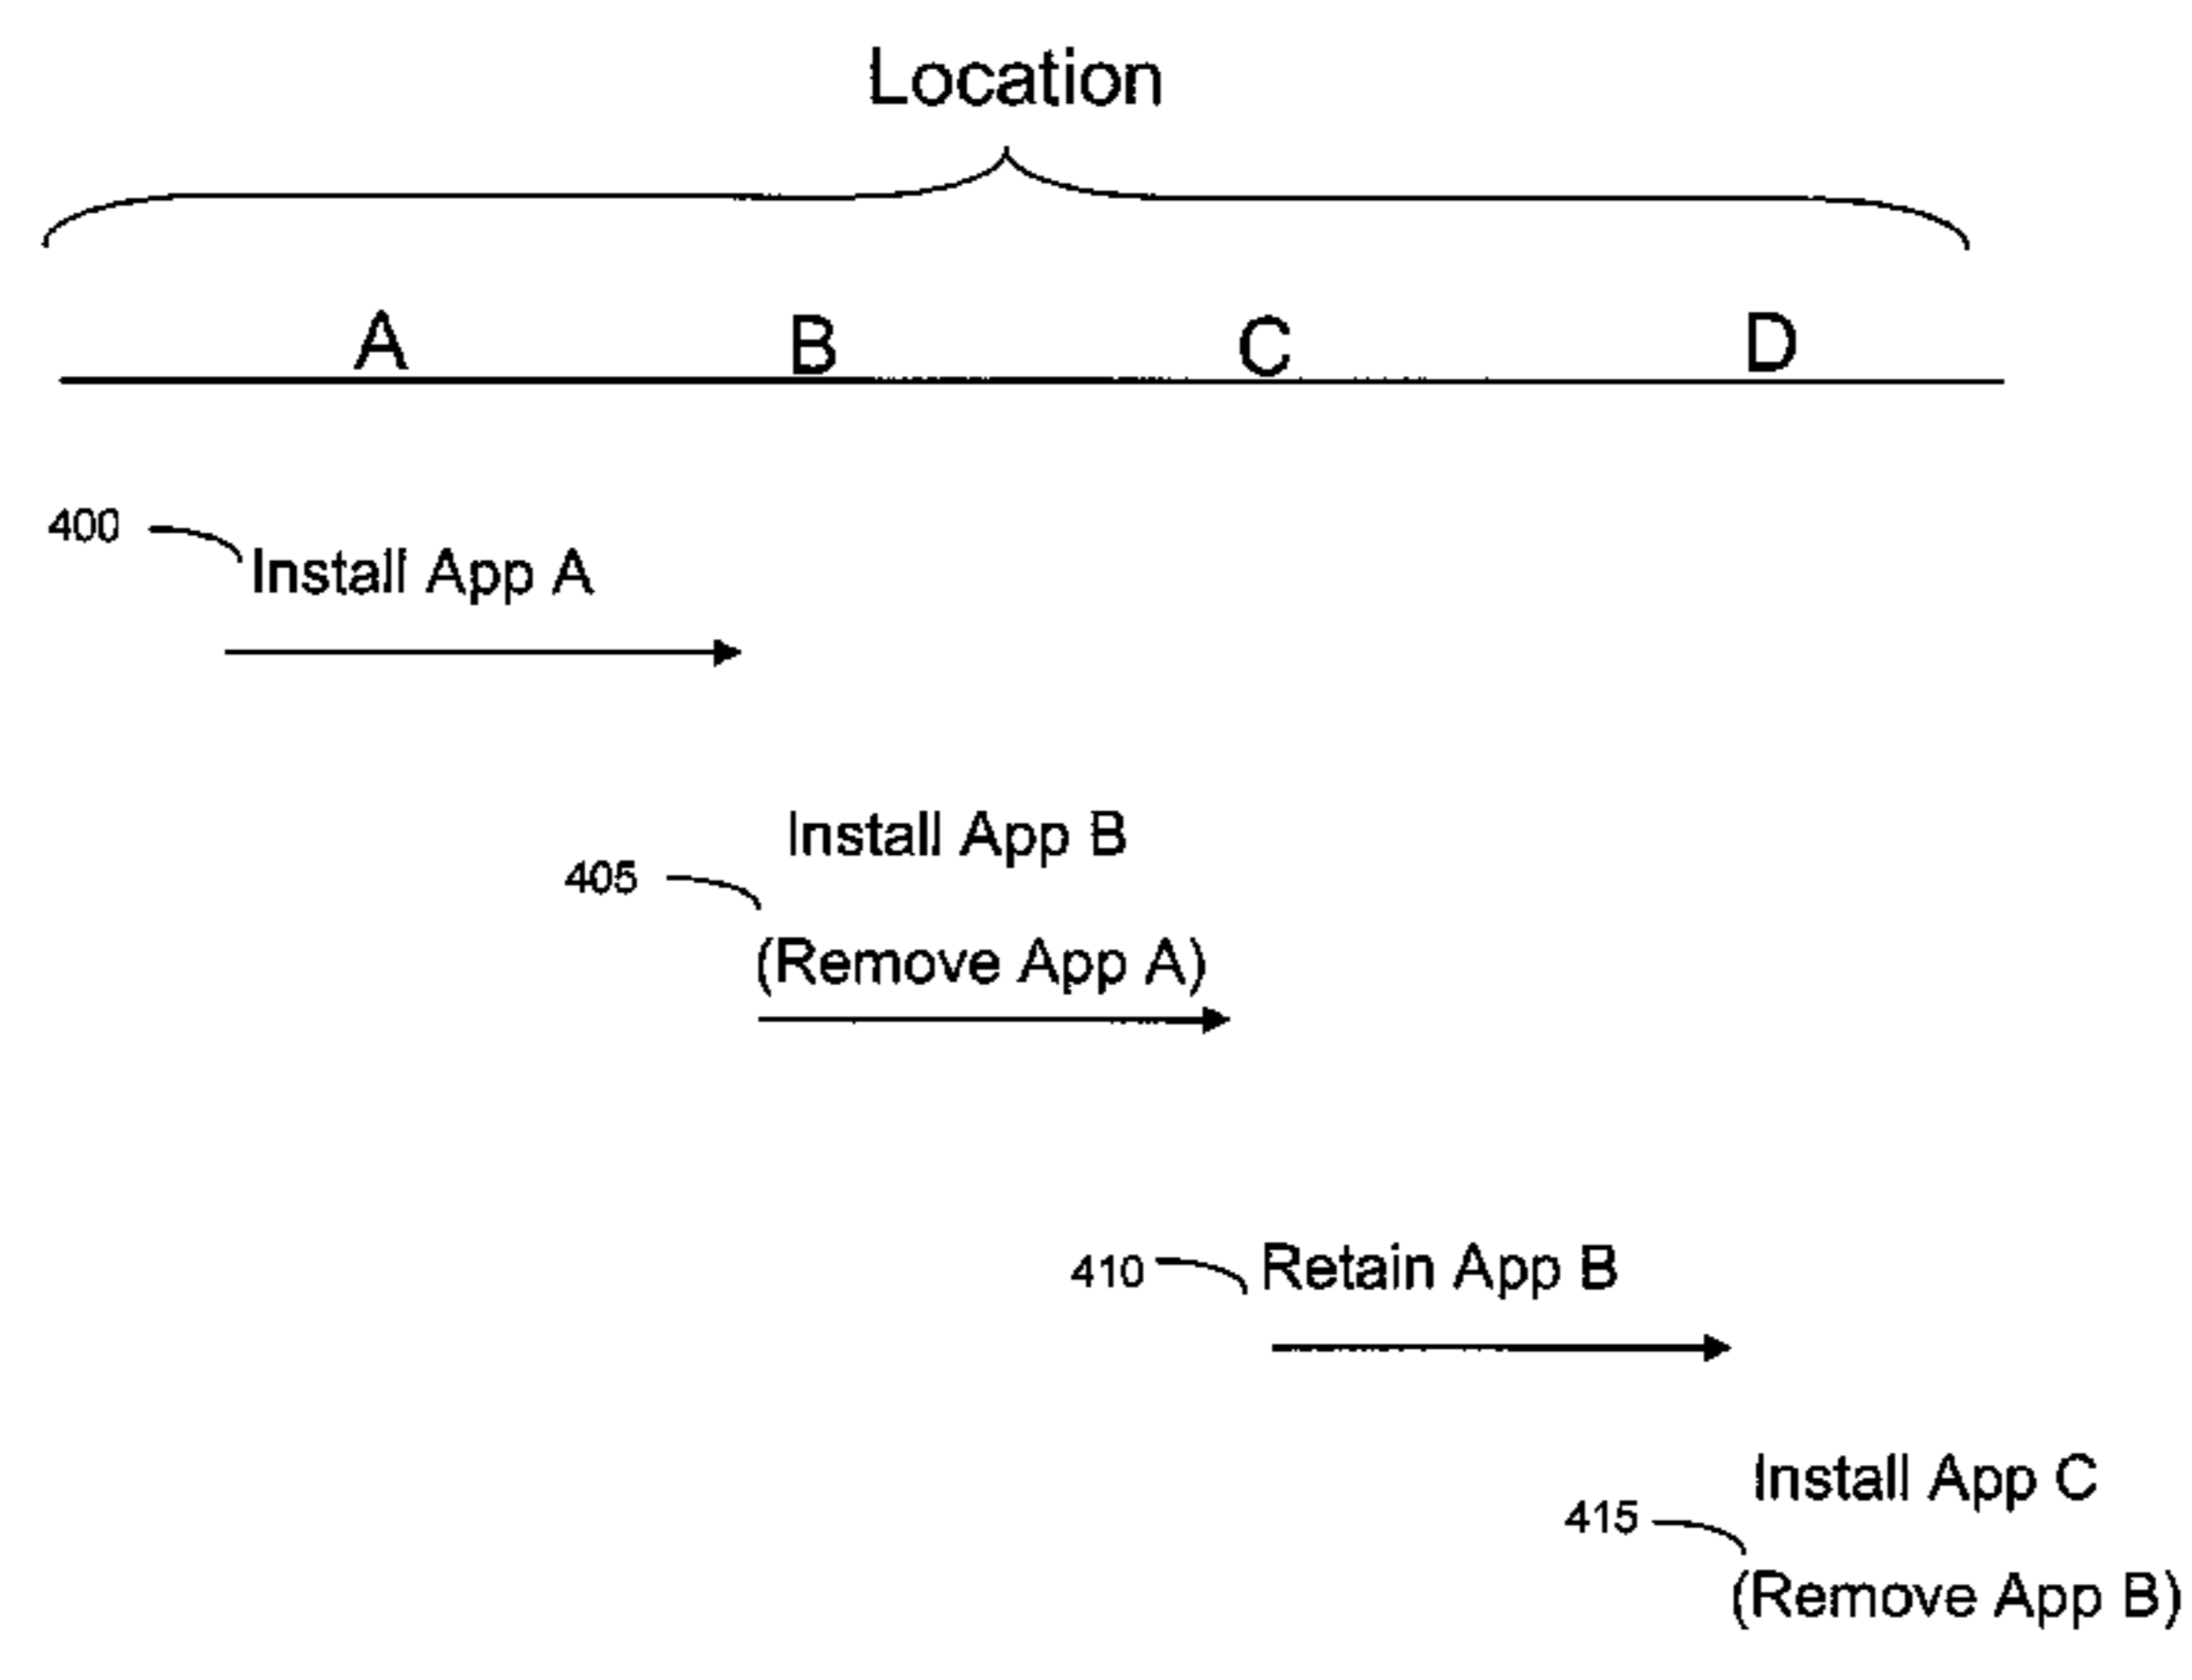 Location
A B C D
400
Install App A
Install App B
405
(Remove App A)
410 Retain App B
Install App C
415
(Remove App B)